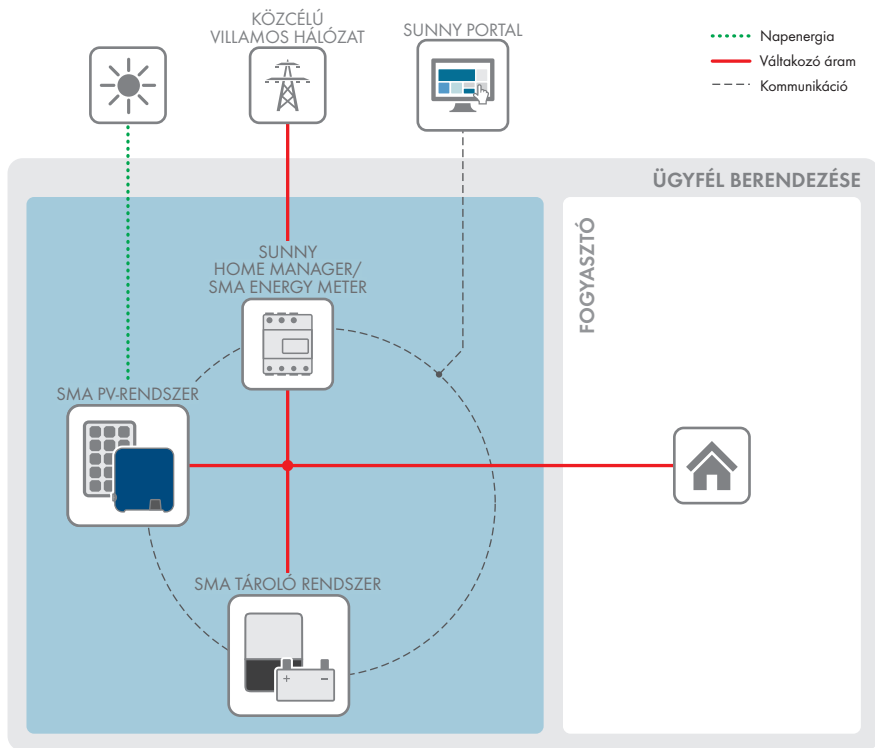 KÖZCÉLÚ
VILLAMOS HÁLÓZAT
SUNNY PORTAL
Napenergia
Váltakozó áram
Kommunikáció
ÜGYFÉL BERENDEZÉSE
SUNNY
HOME MANAGER/
SMA ENERGY METER
FOGYASZTÓ
SMA PV-RENDSZER
SMA TÁROLÓ RENDSZER
+ −